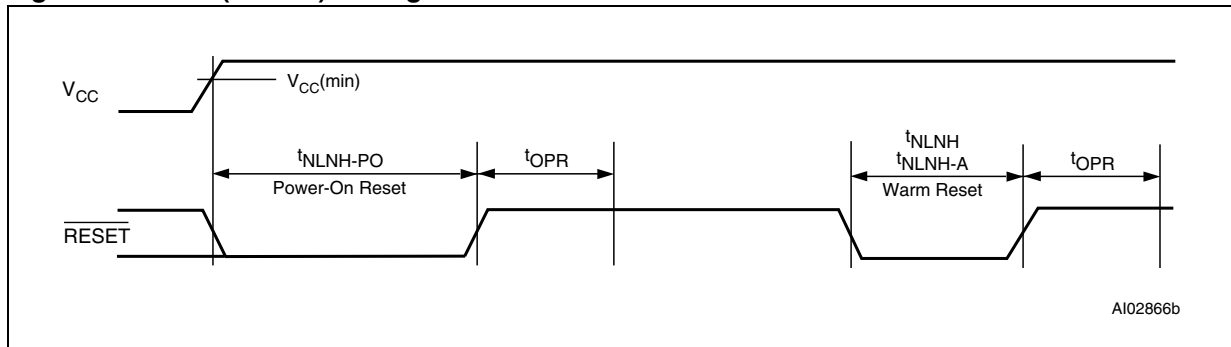 VCC
VCC(min)
tNLNH-PO
Power-On Reset
tOPR
tNLNH
tNLNH-A
Warm Reset
tOPR
RESET
AI02866b